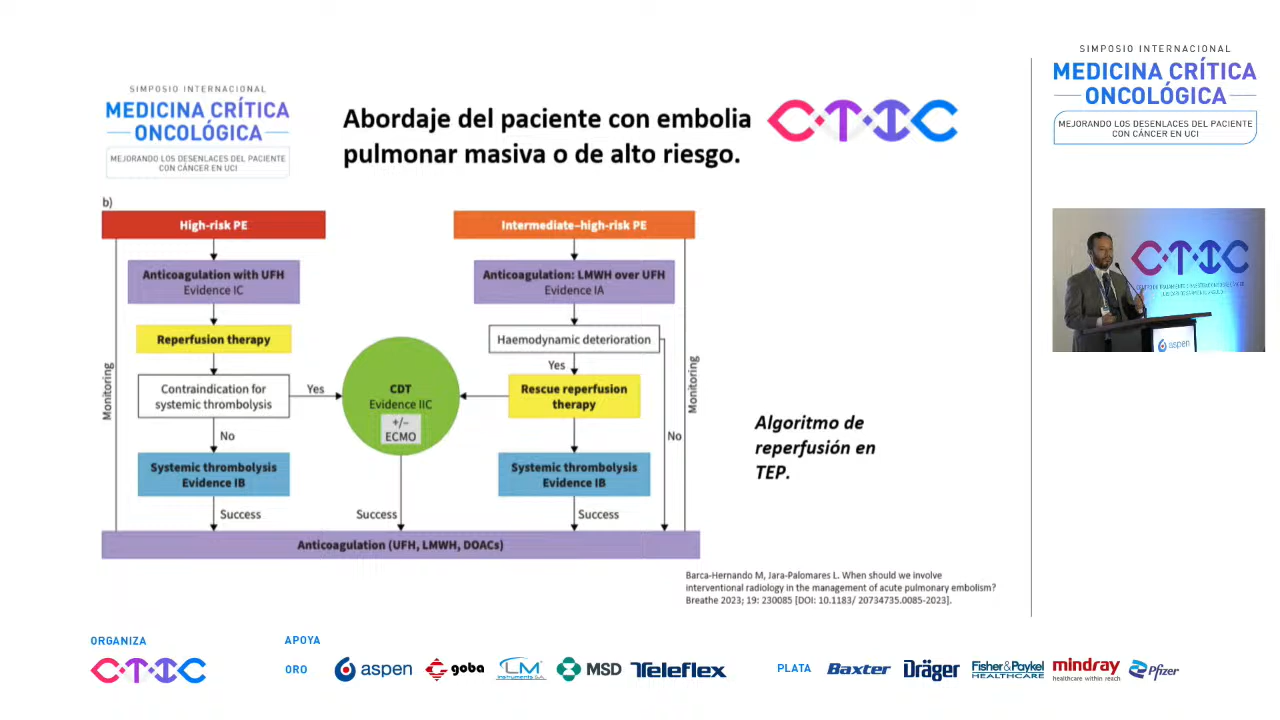 SIMPOSIO INTERNACIONAL
MEDICINA CRÍTICA
ONCOLÓGICA
MEJORANDO LOS DESENLACES DEL PACIENTE
CON CÁNCER EN UCI
Abordaje del paciente con embolia
pulmonar masiva o de alto riesgo.
CTIC
b)
High-risk PE
Anticoagulation with UFH
Evidence IC
Reperfusion therapy
Contraindication for
systemic thrombolysis
Yes
No
Systemic thrombolysis
Evidence IB
Success
Monitoring
CDT
Evidence IIC
+/−
ECMO
Success
Intermediate–high-risk PE
Anticoagulation: LMWH over UFH
Evidence IA
Haemodynamic deterioration
Yes
Rescue reperfusion
therapy
No
Systemic thrombolysis
Evidence IB
Success
Monitoring
Anticoagulation (UFH, LMWH, DOACs)
Algoritmo de
reperfusión en
TEP.
Barca-Hernando M, Jara-Palomares L. When should we involve
interventional radiology in the management of acute pulmonary embolism?
Breathe 2023; 19: 230085 [DOI: 10.1183/ 20734735.0085-2023].
SIMPOSIO INTERNACIONAL
MEDICINA CRÍTICA
ONCOLÓGICA
MEJORANDO LOS DESENLACES DEL PACIENTE
CON CÁNCER EN UCI
CTIC
aspen
ORGANIZA
CTIC
APOYA
ORO
aspen
goba
LM
Instruments S.A.
MSD
Teleflex
PLATA
Baxter
Dräger
Fisher & Paykel
HEALTHCARE
mindray
healthcare within reach
Pfizer